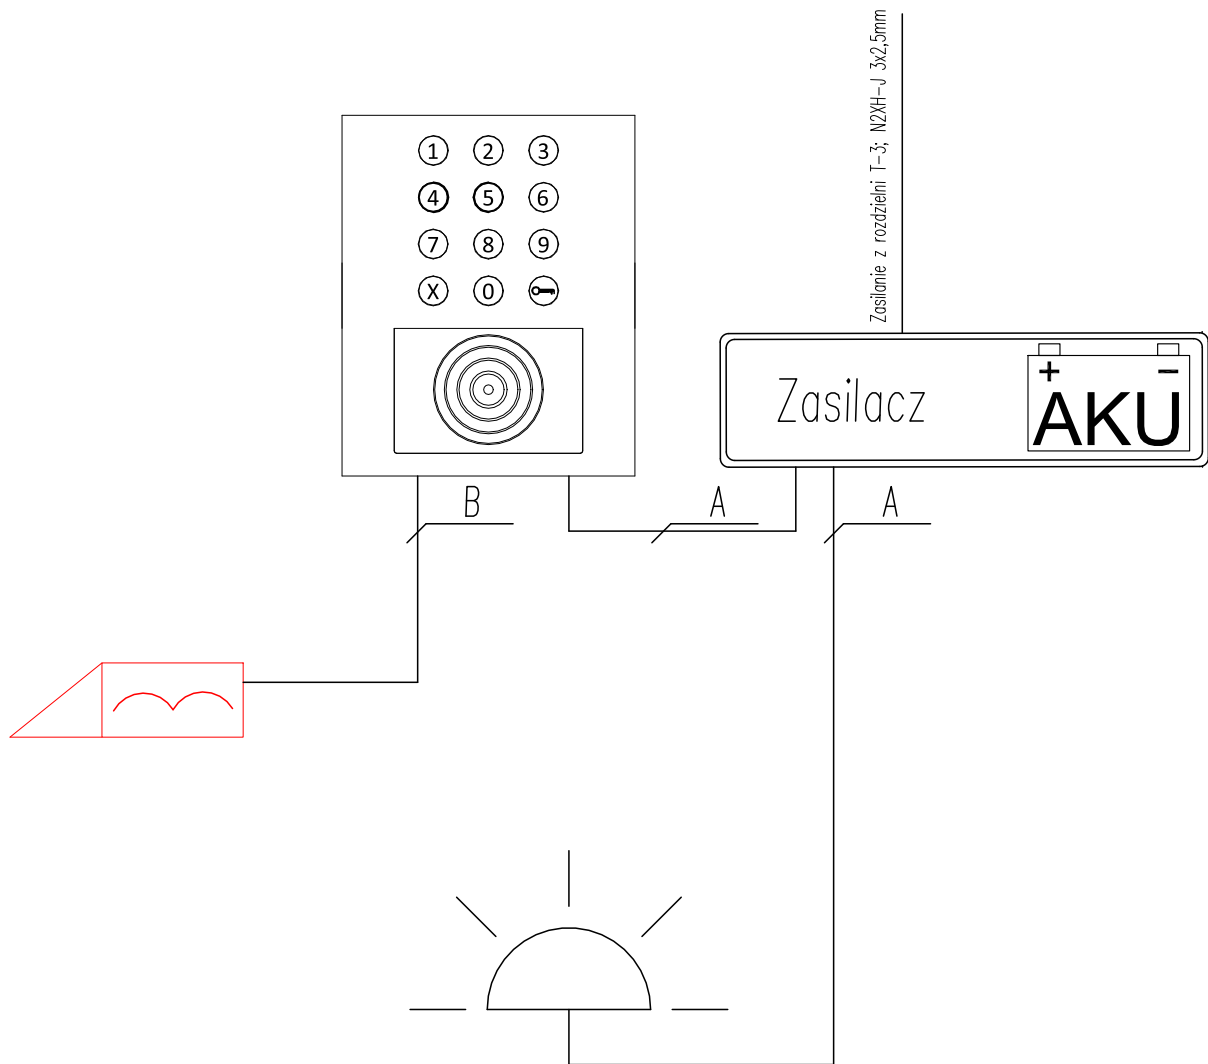 Zasilanie z rozdzielni T-3; N2XH-J 3x2,5mm
1 2 3
4 5 6
7 8 9
X 0
Zasilacz
+ −
AKU
B
A
A